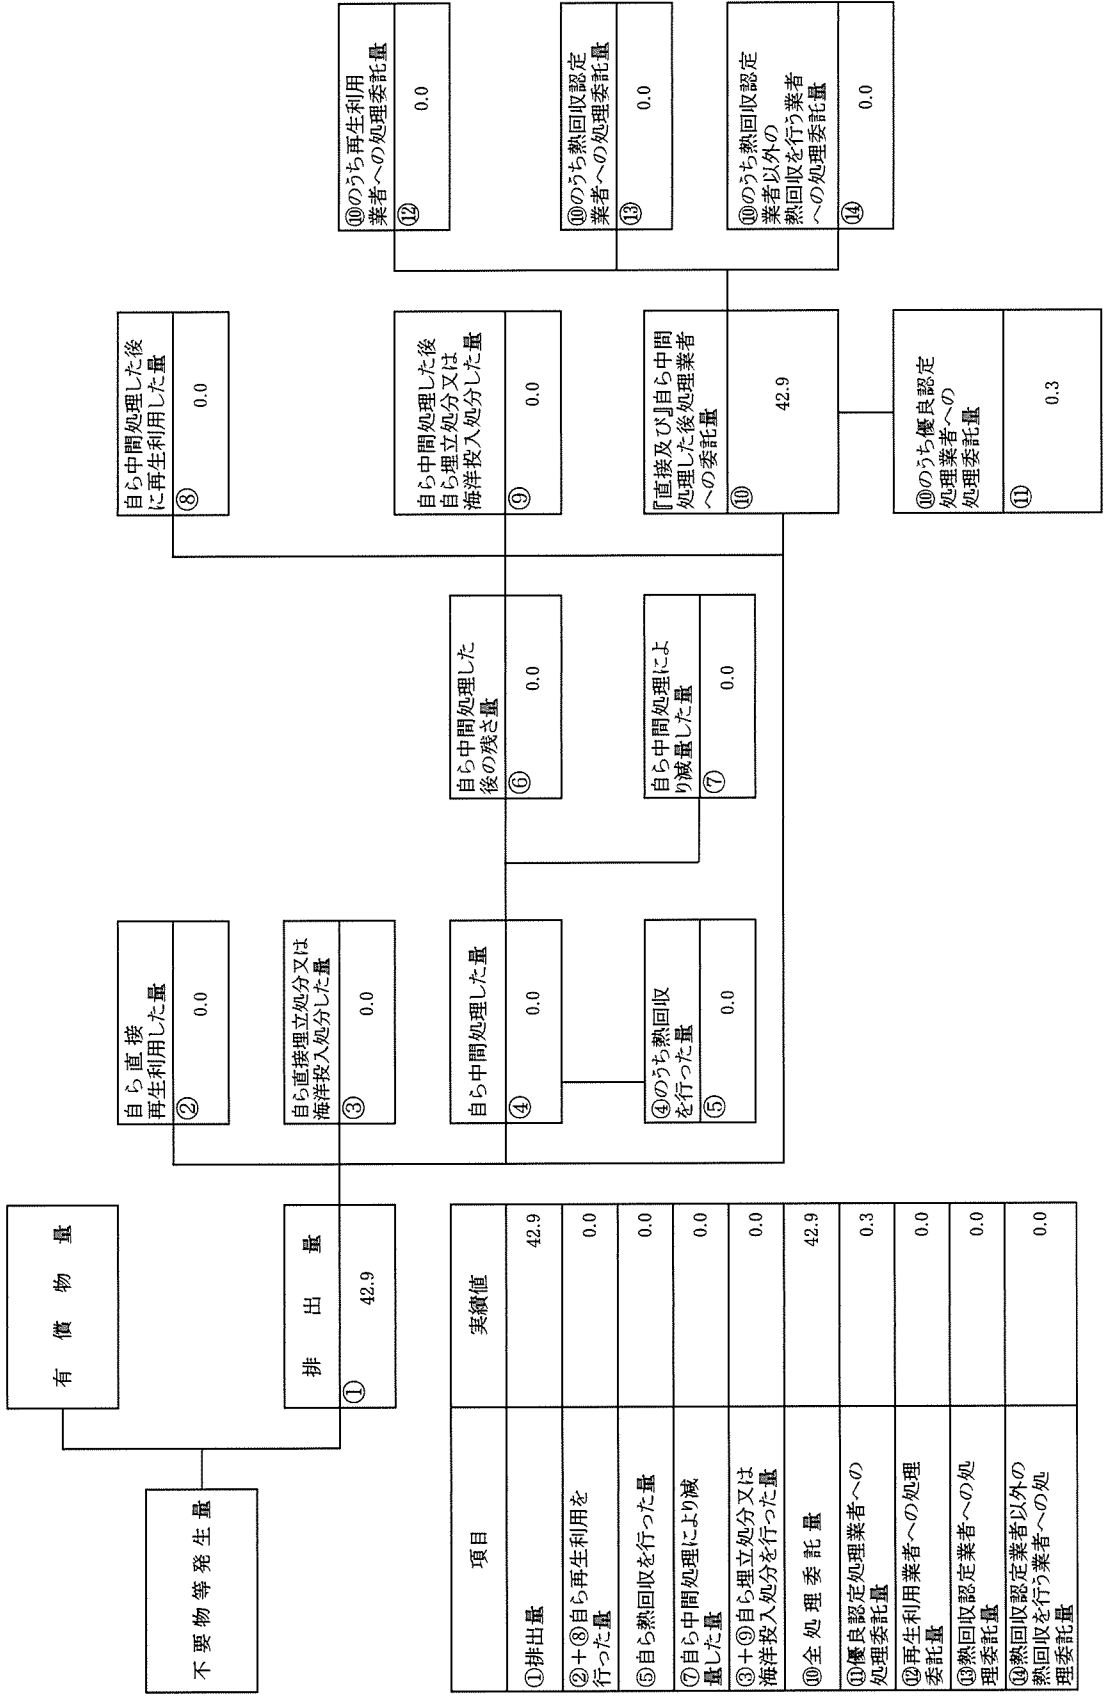 不要物等発生量
有償物量
排出量
① 42.9
自ら直接
再生利用した量
② 0.0
自ら直接埋立処分又は
海洋投入処分した量
③ 0.0
自ら中間処理した量
④ 0.0
④のうち熱回収
を行った量
⑤ 0.0
自ら中間処理した
後の残さ量
⑥ 0.0
自ら中間処理によ
り減量した量
⑦ 0.0
自ら中間処理した後
に再生利用した量
⑧ 0.0
自ら中間処理した後
自ら埋立処分又は
海洋投入処分した量
⑨ 0.0
『直接及び』自ら中間
処理した後処理業者
への委託量
⑩ 42.9
⑩のうち優良認定
処理業者への
処理委託量
⑪ 0.3
⑩のうち再生利用
業者への処理委託量
⑫ 0.0
⑩のうち熱回収認定
業者への処理委託量
⑬ 0.0
⑩のうち熱回収認定
業者以外の
熱回収を行う業者
への処理委託量
⑭ 0.0
項目 実績値
①排出量 42.9
②+⑧自ら再生利用を
行った量 0.0
⑤自ら熱回収を行った量 0.0
⑦自ら中間処理により減
量した量 0.0
③+⑨自ら埋立処分又は
海洋投入処分を行った量 0.0
⑩全処理委託量 42.9
⑪優良認定処理業者への
処理委託量 0.3
⑫再生利用業者への処理
委託量 0.0
⑬熱回収認定業者への処
理委託量 0.0
⑭熱回収認定業者以外の
熱回収を行う業者への処
理委託量 0.0